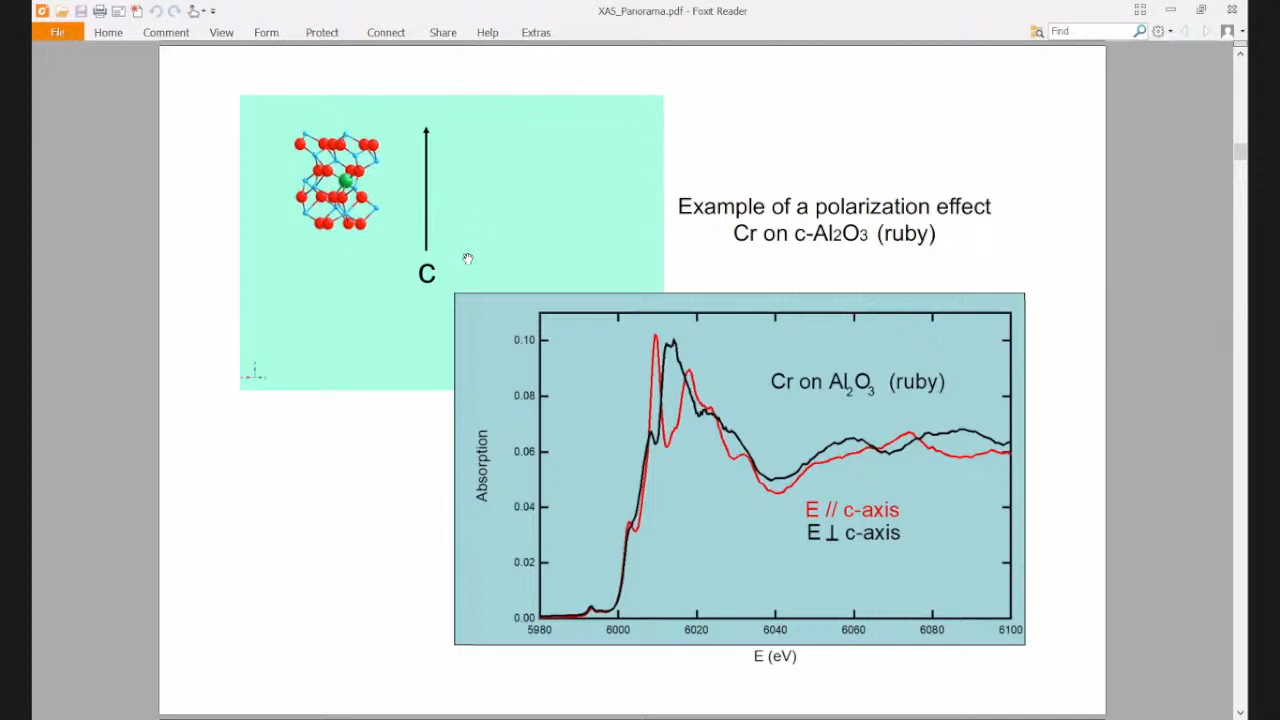 XAS_Panorama.pdf - Foxit Reader
File Home Comment View Form Protect Connect Share Help Extras Find
C
Example of a polarization effect
Cr on c-Al2O3 (ruby)
Cr on Al2O3 (ruby)
E // c-axis
E ⊥ c-axis
Absorption
0.10
0.08
0.06
0.04
0.02
0.00
5980 6000 6020 6040 6060 6080 6100
E (eV)